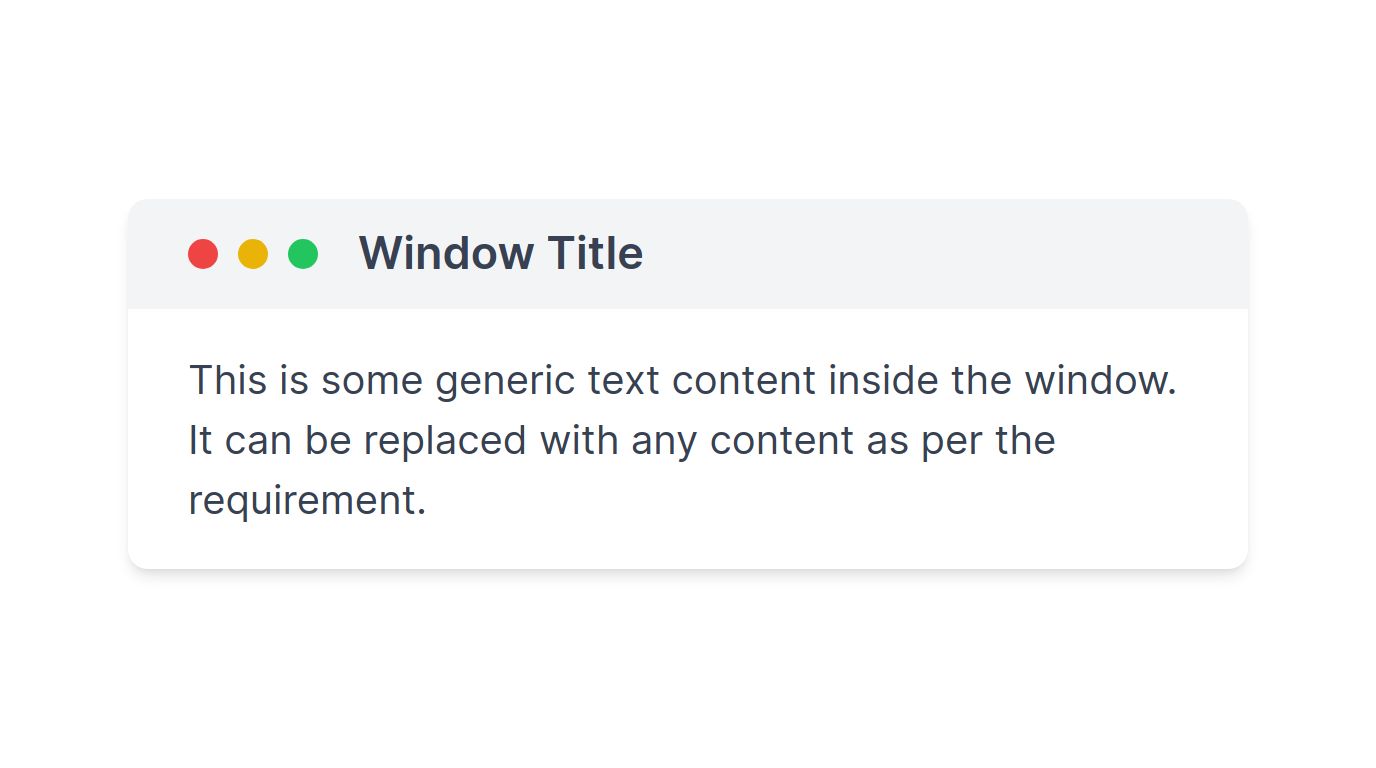 Window Title
This is some generic text content inside the window.
It can be replaced with any content as per the
requirement.